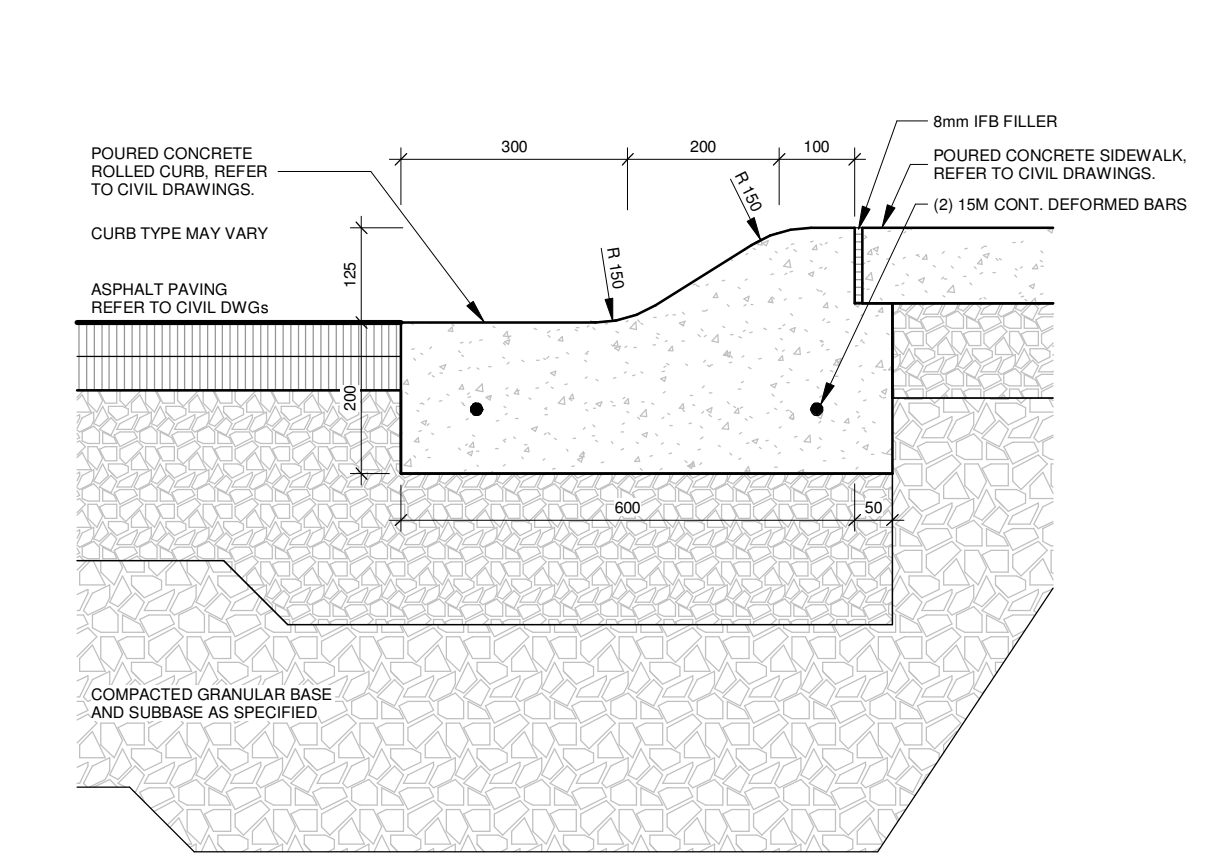 8mm IFB FILLER
POURED CONCRETE
ROLLED CURB, REFER
TO CIVIL DRAWINGS.
300
200
100
POURED CONCRETE SIDEWALK,
REFER TO CIVIL DRAWINGS.
R 150
(2) 15M CONT. DEFORMED BARS
CURB TYPE MAY VARY
125
R 150
ASPHALT PAVING
REFER TO CIVIL DWGs
200
600
50
COMPACTED GRANULAR BASE
AND SUBBASE AS SPECIFIED